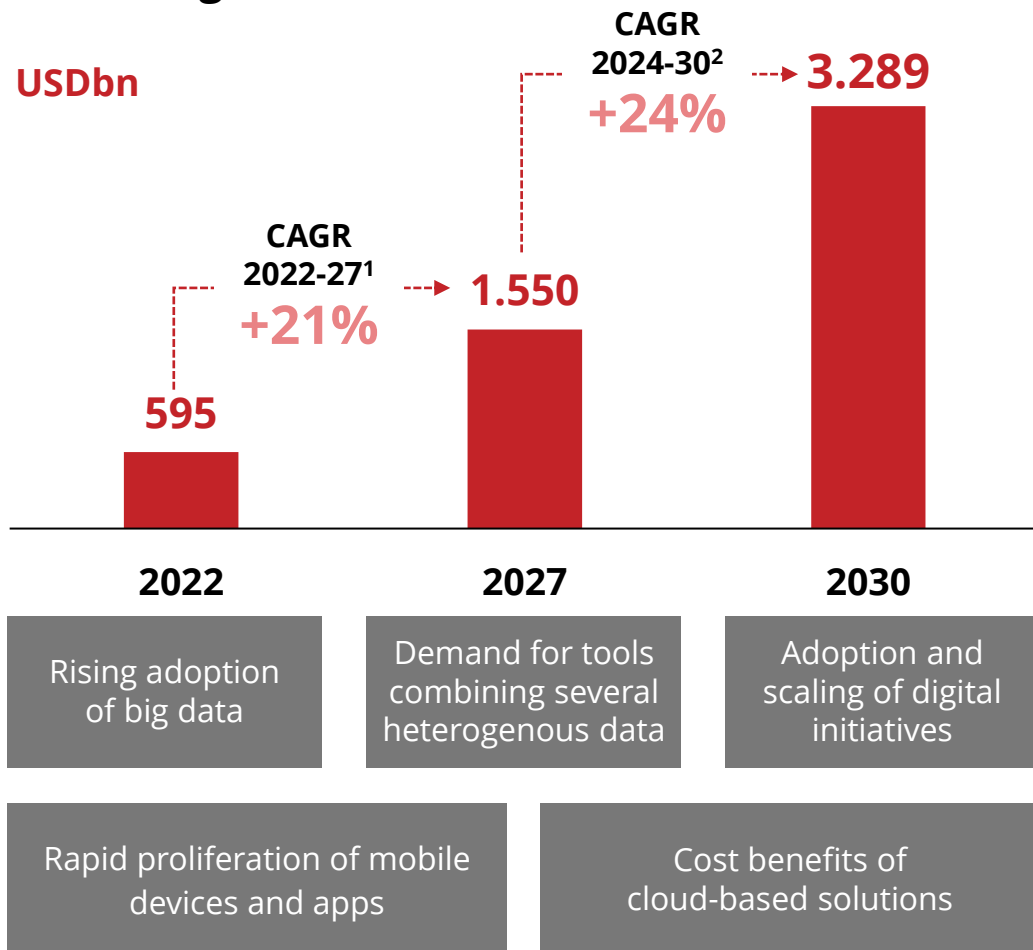 USDbn
CAGR
2024-30²
+24%
3.289
CAGR
2022-27¹
+21%
1.550
595
2022
2027
2030
Rising adoption
of big data
Demand for tools
combining several
heterogenous data
Adoption and
scaling of digital
initiatives
Rapid proliferation of mobile
devices and apps
Cost benefits of
cloud-based solutions